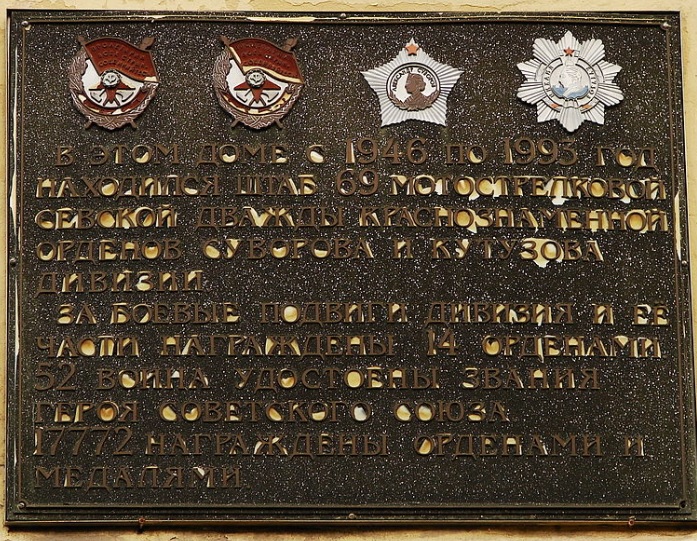 В ЭТОМ ДОМЕ С 1946 ПО 1993 ГОД
НАХОДИЛСЯ ШТАБ 69 МОТОСТРЕЛКОВОЙ
СЕВСКОЙ ДВАЖДЫ КРАСНОЗНАМЕННОЙ
ОРДЕНОВ СУВОРОВА И КУТУЗОВА
ДИВИЗИИ
ЗА БОЕВЫЕ ПОДВИГИ ДИВИЗИЯ И ЕЕ
ЧАСТИ НАГРАЖДЕНЫ 14 ОРДЕНАМИ
52 ВОИНА УДОСТОЕНЫ ЗВАНИЯ
ГЕРОЯ СОВЕТСКОГО СОЮЗА
17772 НАГРАЖДЕНЫ ОРДЕНАМИ И
МЕДАЛЯМИ